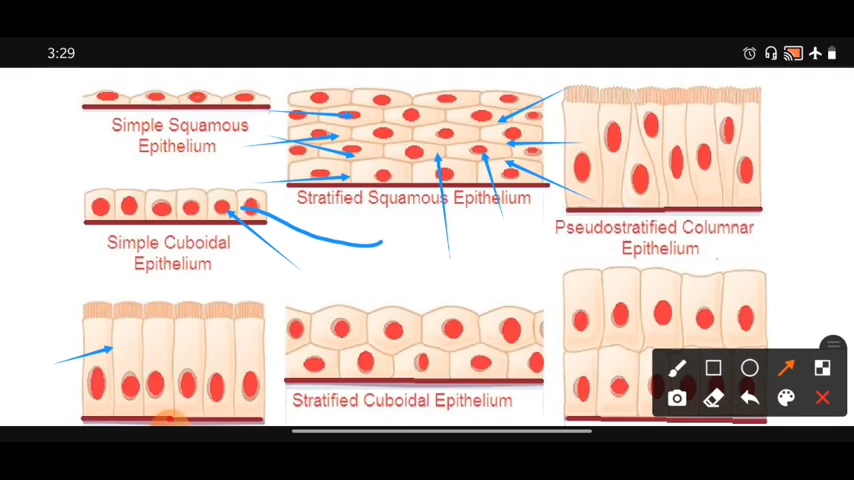 3:29
Simple Squamous
Epithelium
Stratified Squamous Epithelium
Pseudostratified Columnar
Epithelium
Simple Cuboidal
Epithelium
Stratified Cuboidal Epithelium